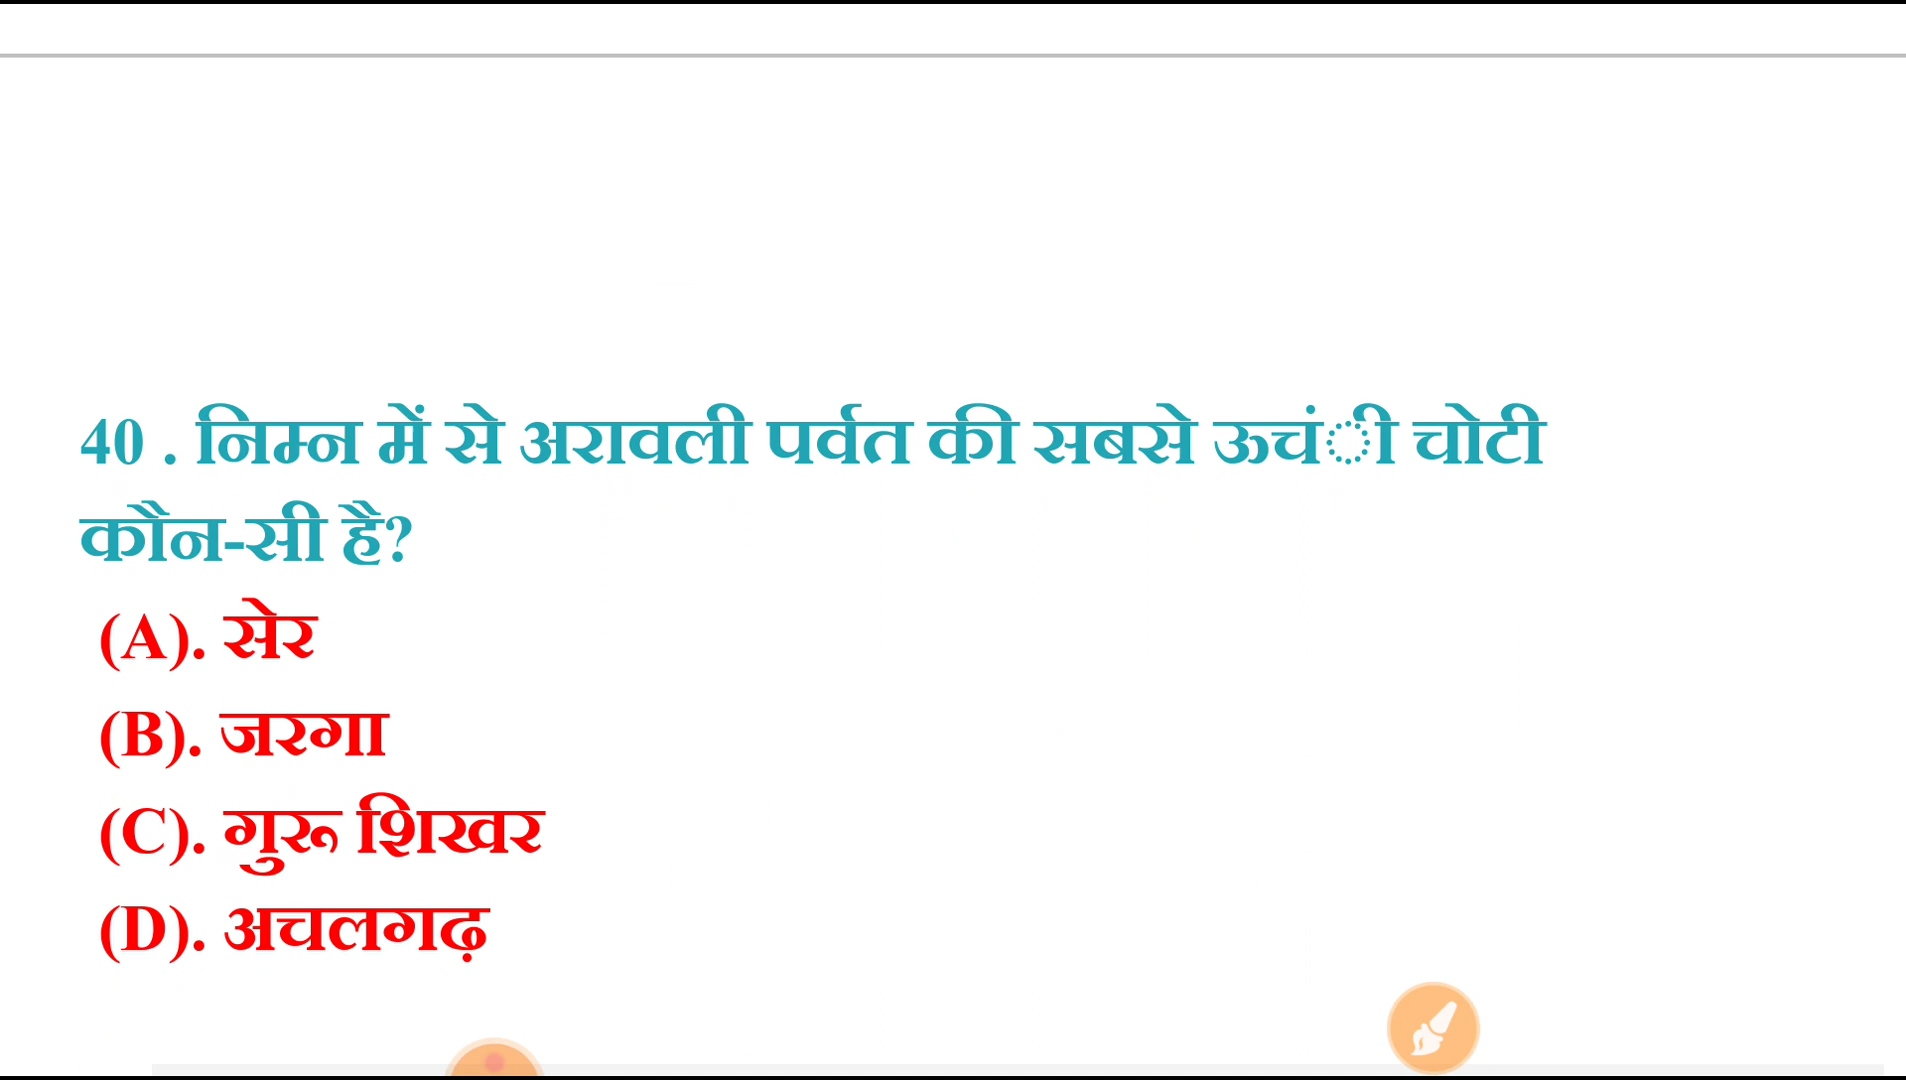 40 . निम्न में से अरावली पर्वत की सबसे ऊचंी चोटी
कौन-सी है?
(A). सेर
(B). जरगा
(C). गुरू शिखर
(D). अचलगढ़